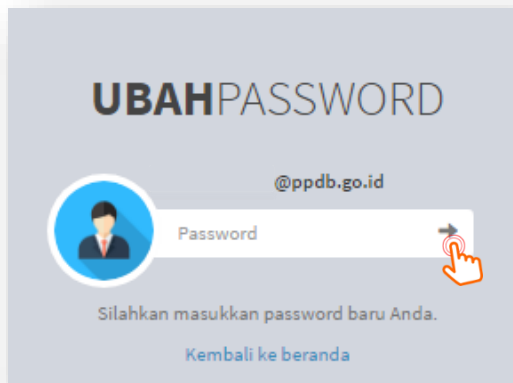 UBAHPASSWORD
@ppdb.go.id
Password
Silahkan masukkan password baru Anda.
Kembali ke beranda